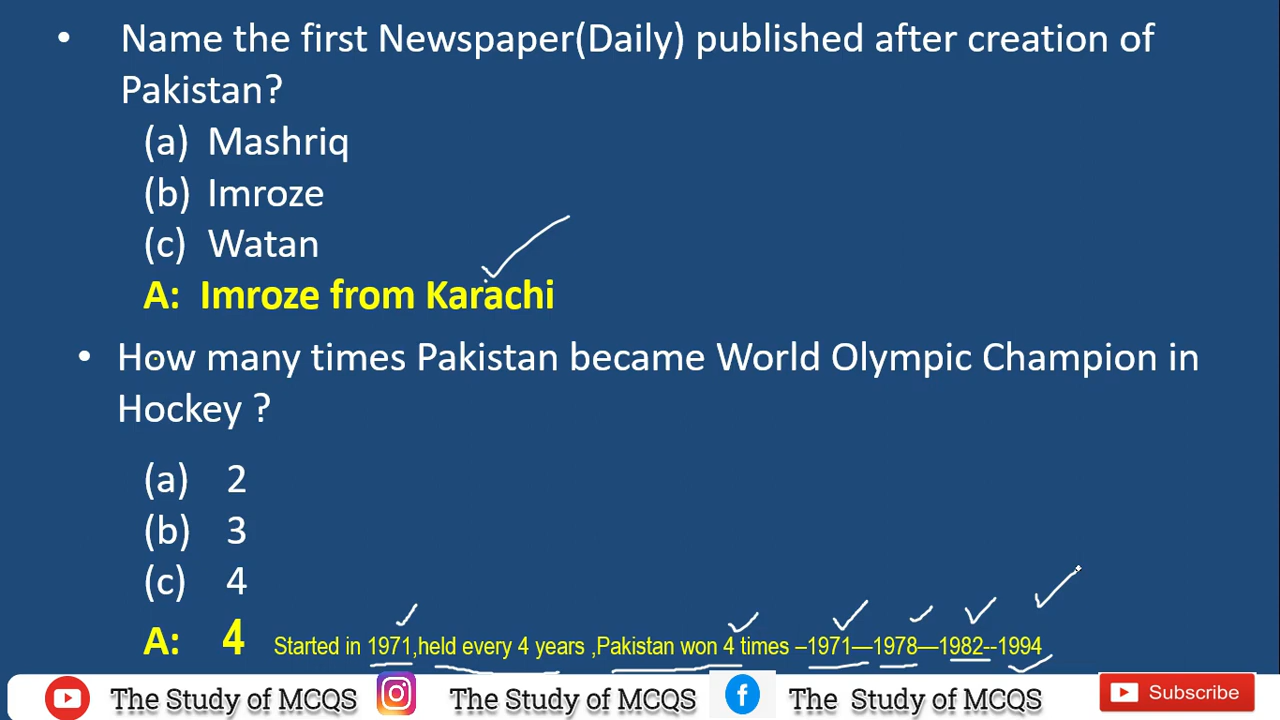 • Name the first Newspaper(Daily) published after creation of
Pakistan?
(a) Mashriq
(b) Imroze
(c) Watan
A: Imroze from Karachi
• How many times Pakistan became World Olympic Champion in
Hockey ?
(a) 2
(b) 3
(c) 4
A: 4 Started in 1971,held every 4 years ,Pakistan won 4 times –1971—1978—1982--1994
The Study of MCQS The Study of MCQS The Study of MCQS Subscribe